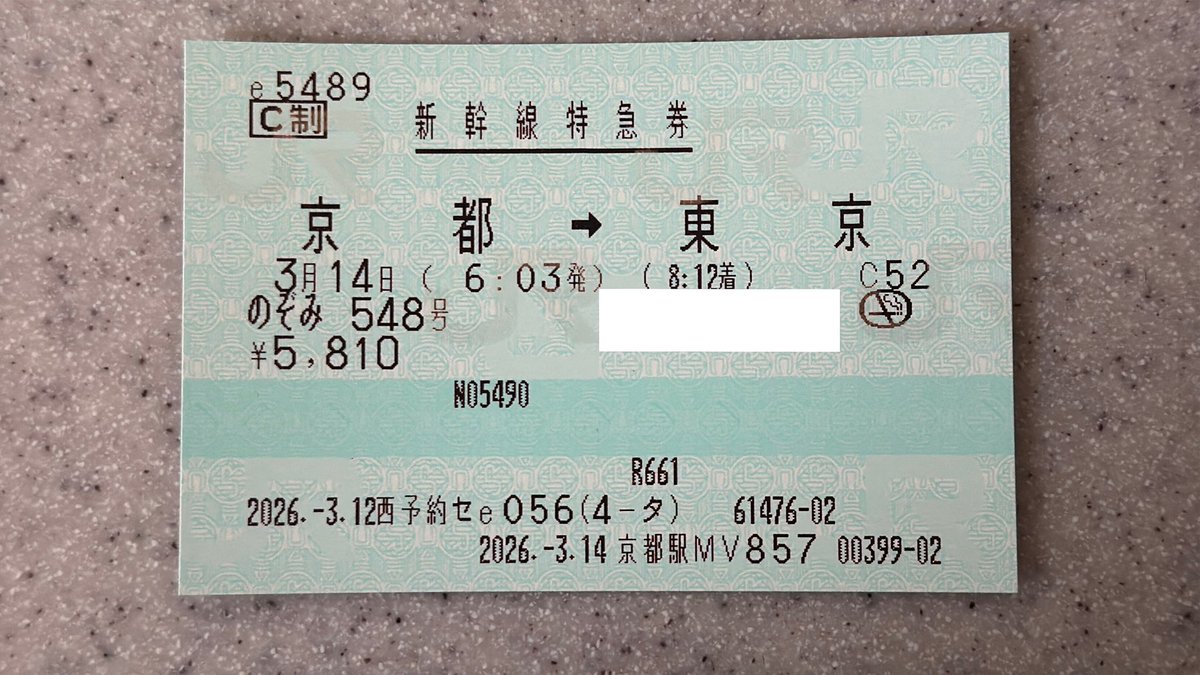 e5489
C制
新幹線特急券
京都→東京
3月14日(6:03発)(8:12着) C52
のぞみ 548号
¥5,810
N05490
R661
2026.-3.12西予約セe056(4-タ) 61476-02
2026.-3.14京都駅MV857 00399-02